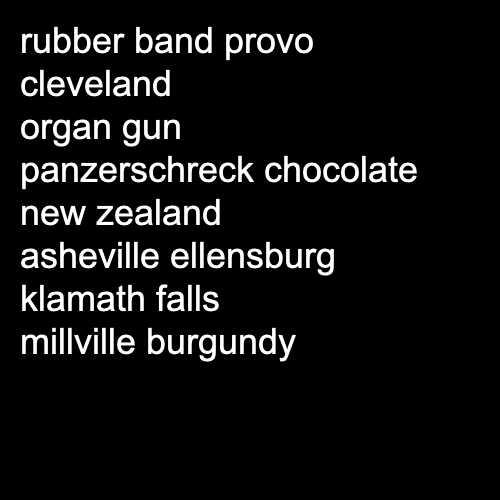 rubber band provo
cleveland
organ gun
panzerschreck chocolate
new zealand
asheville ellensburg
klamath falls
millville burgundy